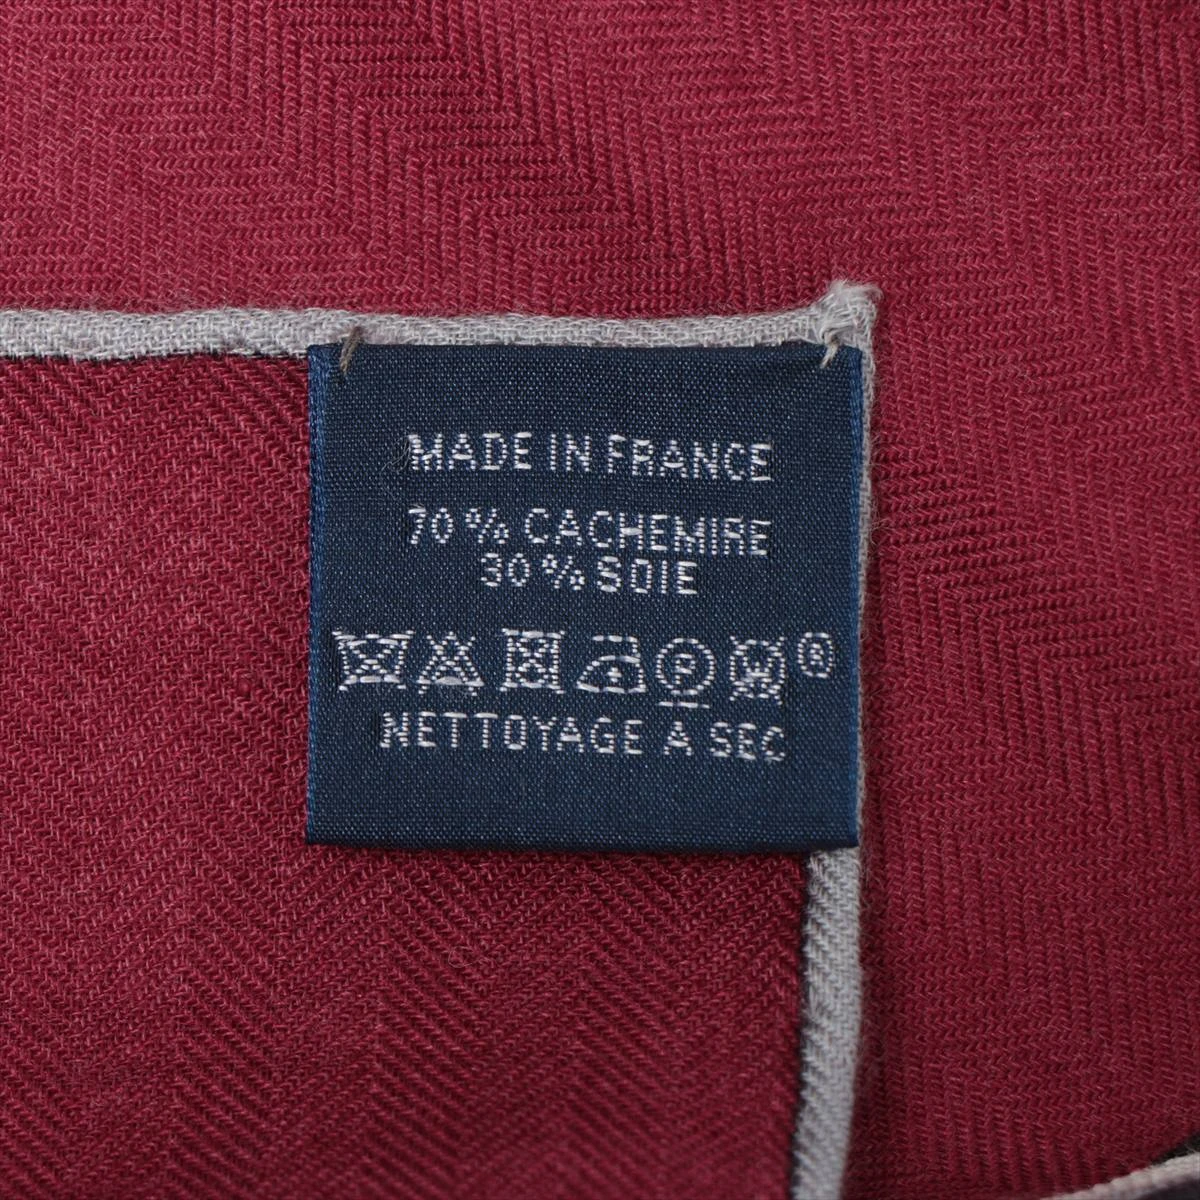 MADE IN FRANCE
70 % CACHEMIRE
30 % SOIE
P W ®
NETTOYAGE A SEC